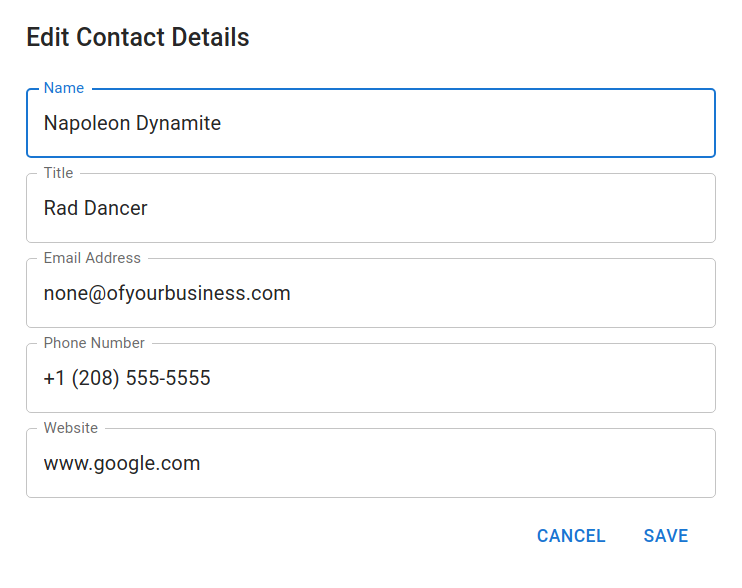 Edit Contact Details
Name
Napoleon Dynamite
Title
Rad Dancer
Email Address
none@ofyourbusiness.com
Phone Number
+1 (208) 555-5555
Website
www.google.com
CANCEL SAVE